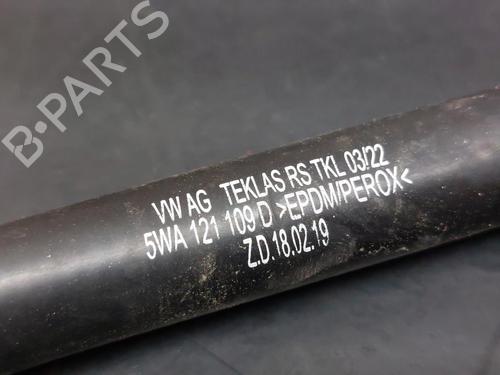 B-PARTS
VW AG TEKLAS RS TKL 03/22
5WA 121 109 D >EPDM/PEROX<
Z.D.18.02.19